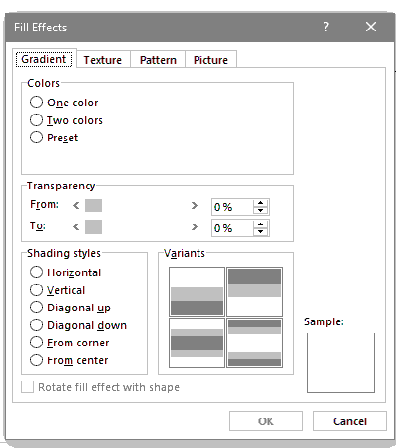 Fill Effects ? ×
Gradient Texture Pattern Picture
Colors
One color
Two colors
Preset
Transparency
From: < > 0 %
To: < > 0 %
Shading styles Variants
Horizontal
Vertical
Diagonal up
Diagonal down
From corner
From center
Sample:
Rotate fill effect with shape
OK Cancel